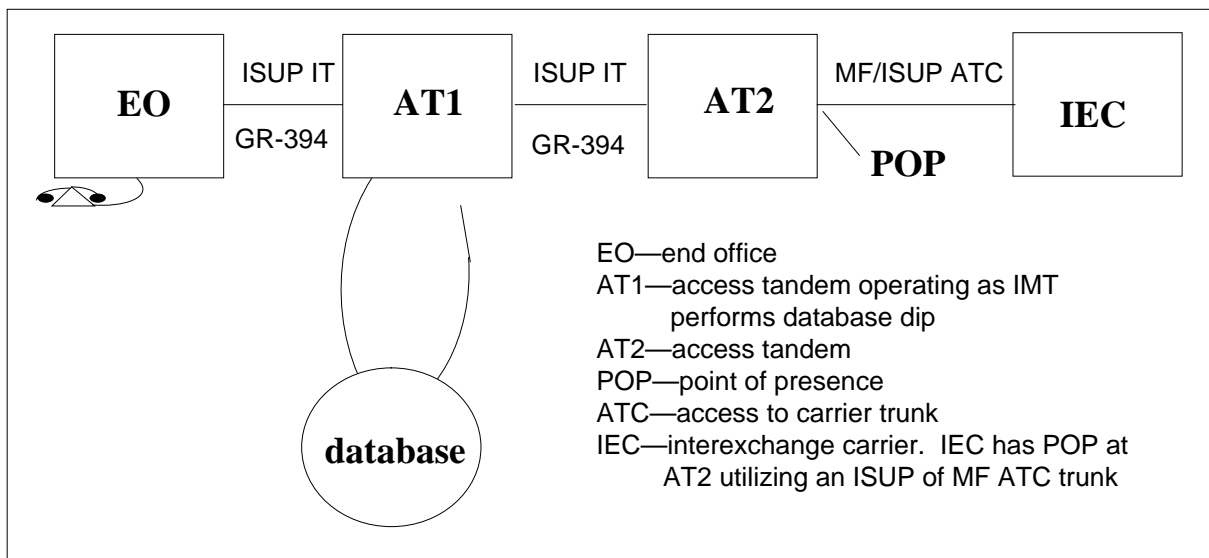 ISUP IT
ISUP IT
MF/ISUP ATC
EO
AT1
AT2
IEC
GR-394
GR-394
POP
EO—end office
AT1—access tandem operating as IMT
performs database dip
AT2—access tandem
POP—point of presence
ATC—access to carrier trunk
IEC—interexchange carrier. IEC has POP at
AT2 utilizing an ISUP of MF ATC trunk
database